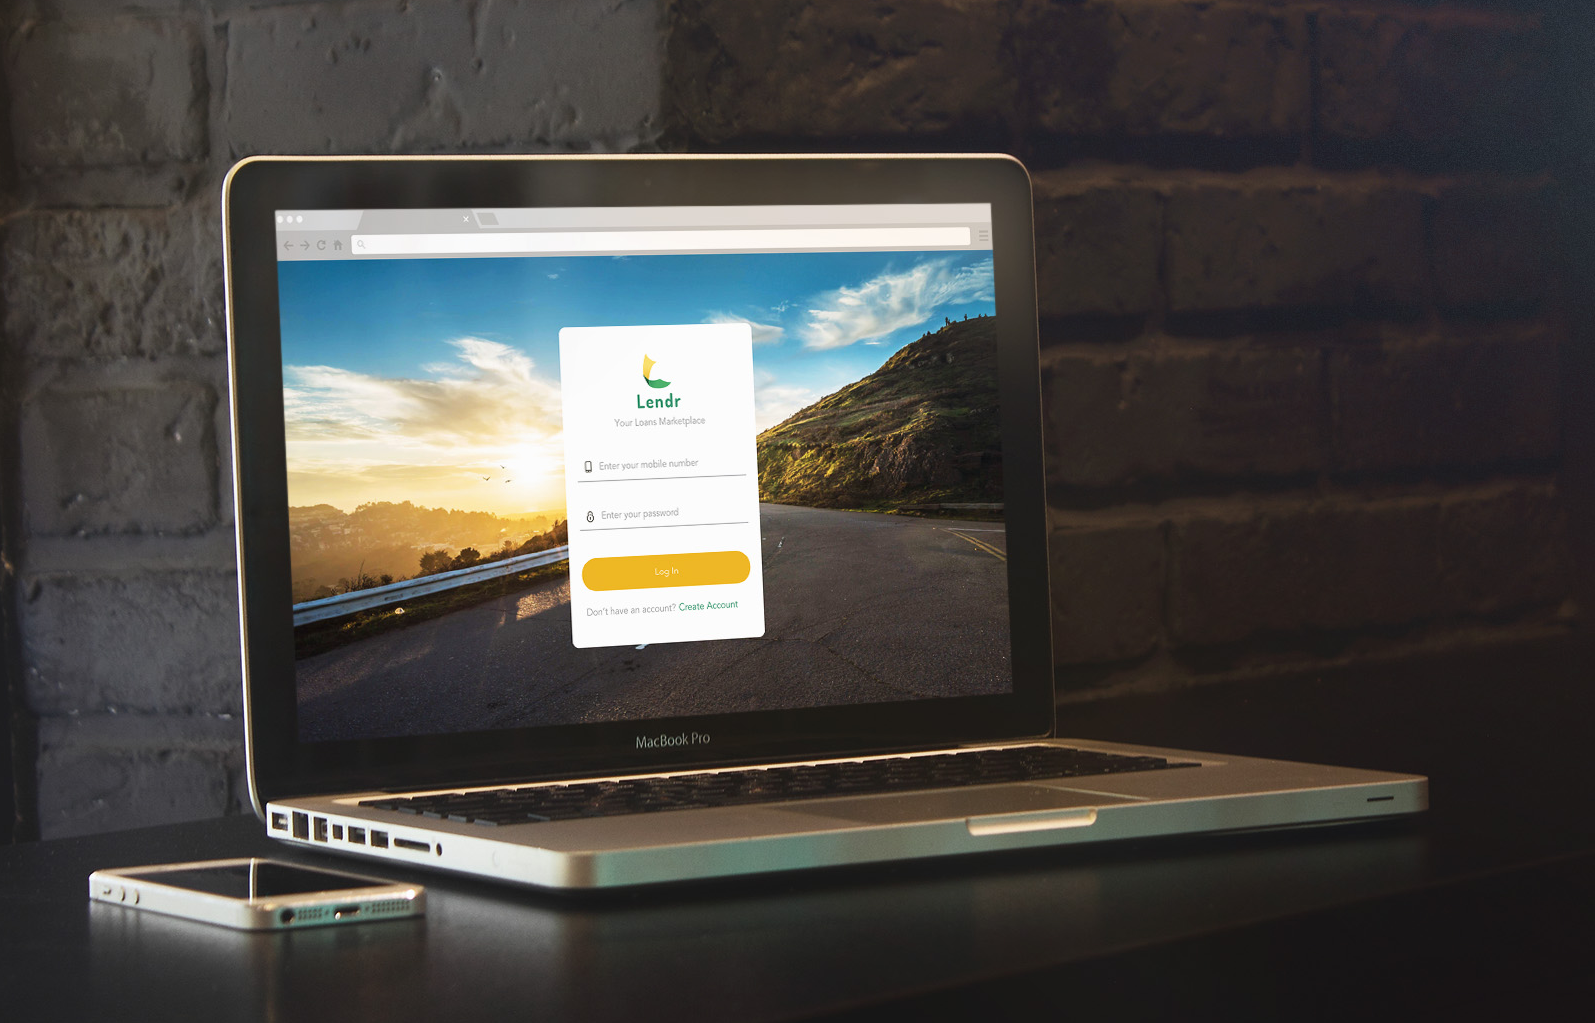 Lendr
Your Loans Marketplace
Enter your mobile number
Enter your password
Log In
Don't have an account? Create Account
MacBook Pro